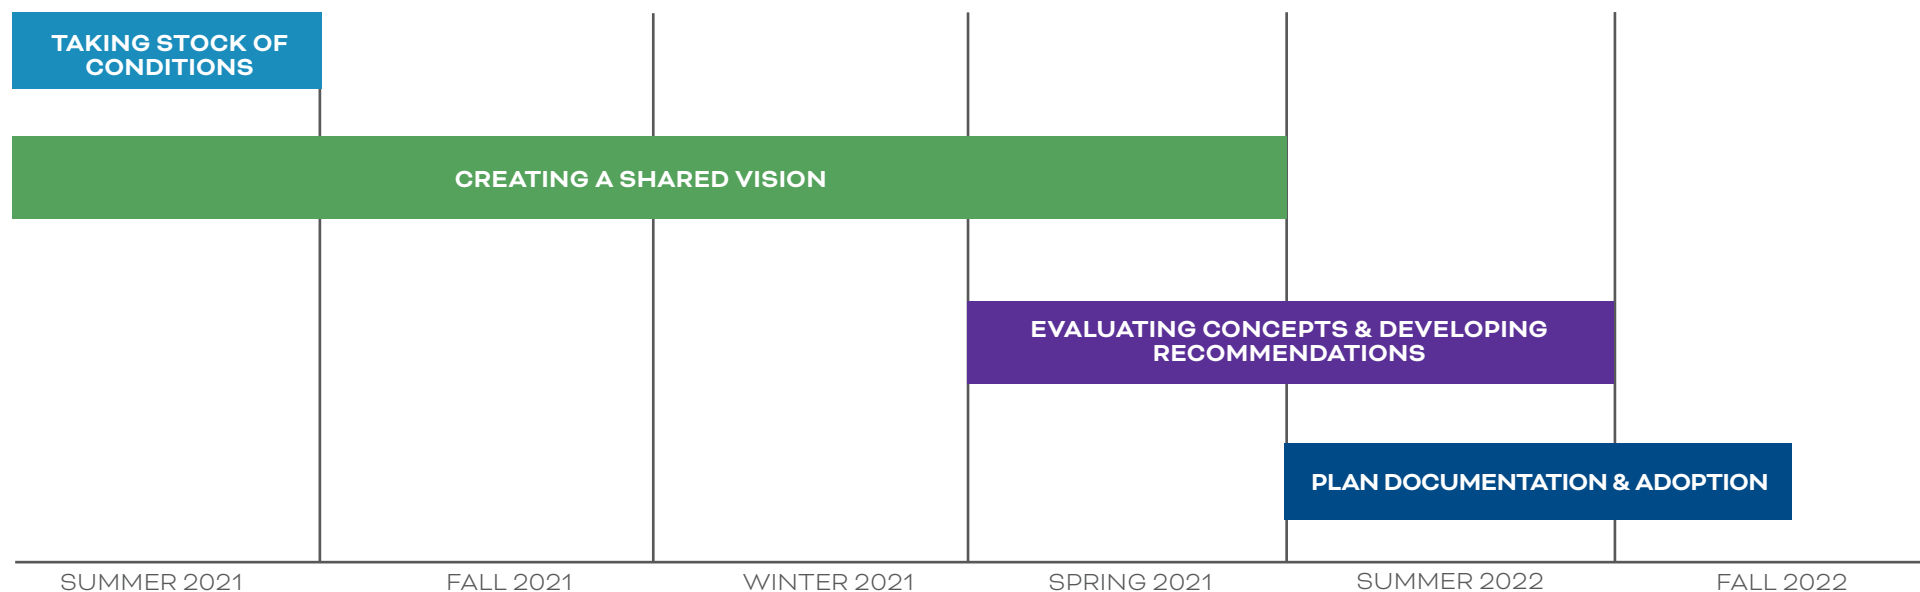 TAKING STOCK OF
CONDITIONS
CREATING A SHARED VISION
EVALUATING CONCEPTS & DEVELOPING
RECOMMENDATIONS
PLAN DOCUMENTATION & ADOPTION
SUMMER 2021
FALL 2021
WINTER 2021
SPRING 2021
SUMMER 2022
FALL 2022